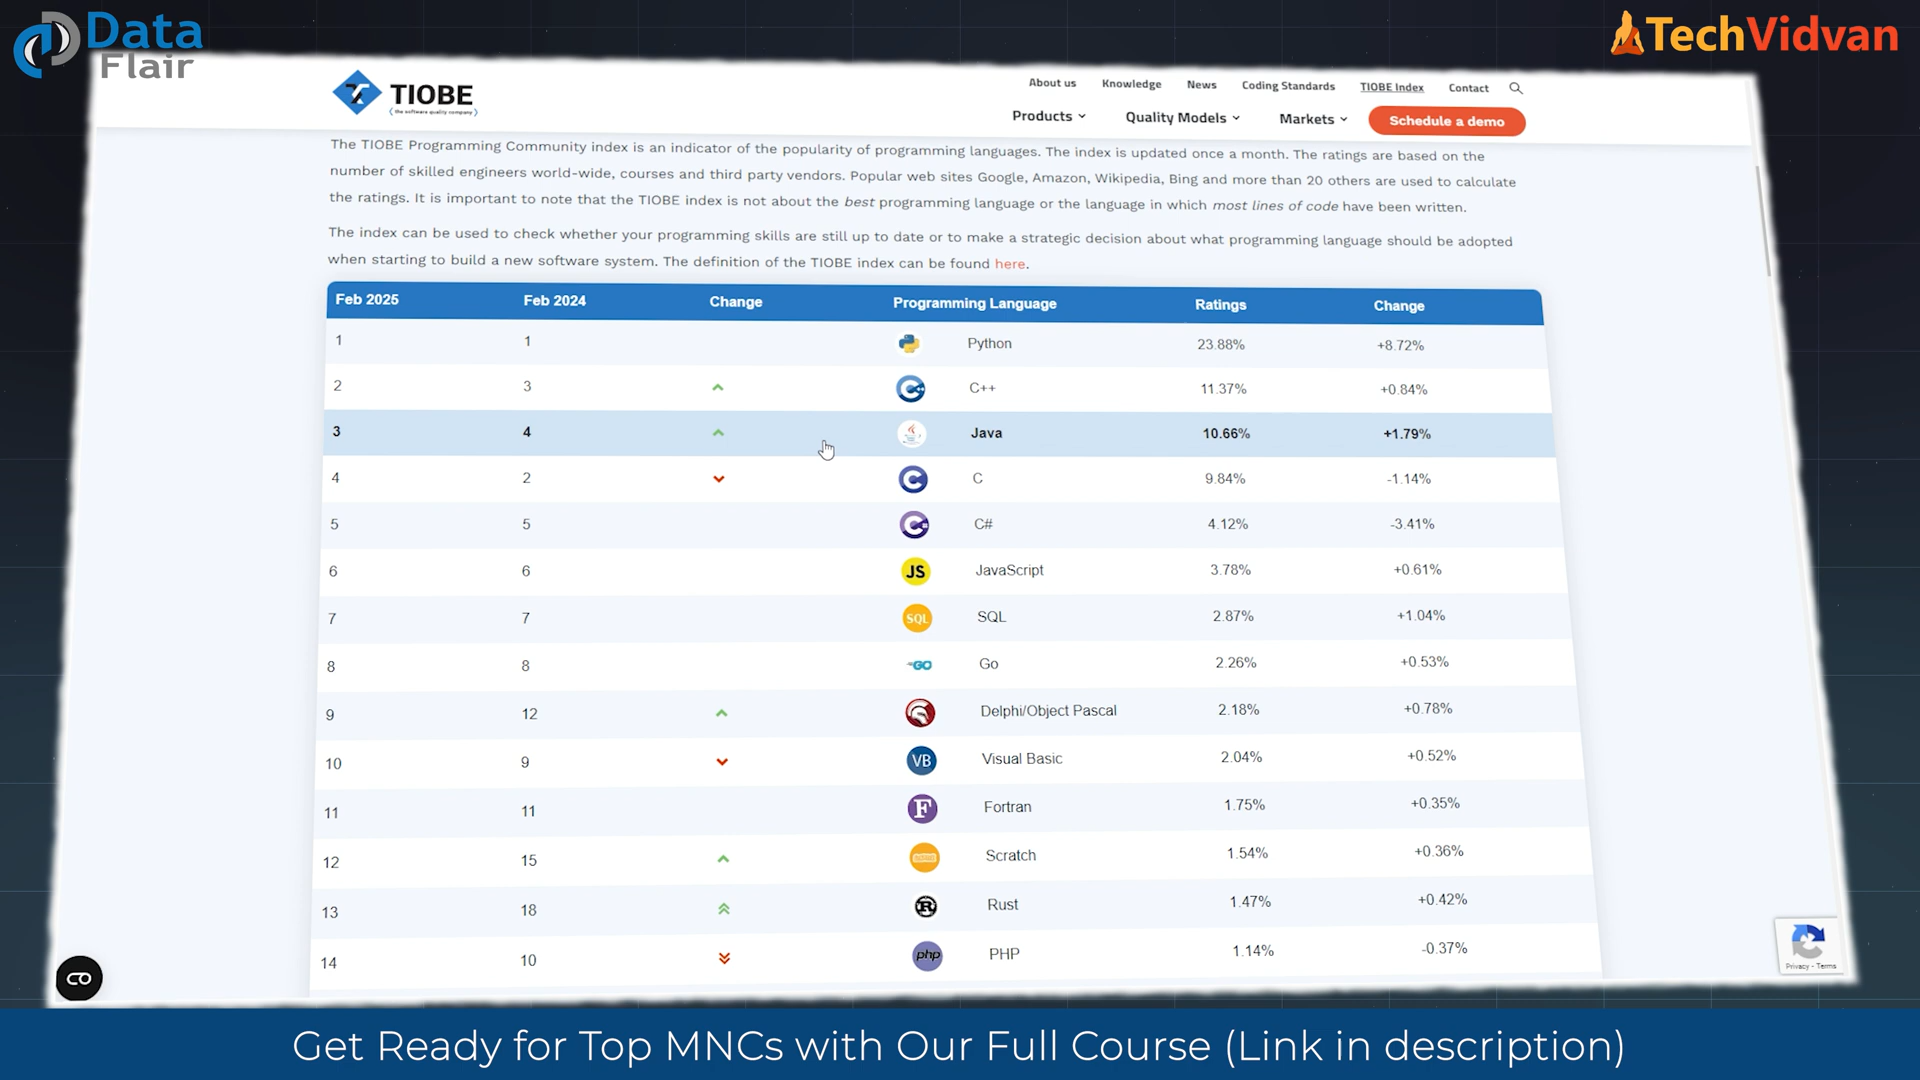 Data
Flair
TechVidvan
TIOBE
(the software quality company)
About us Knowledge News Coding Standards TIOBE Index Contact
Products Quality Models Markets Schedule a demo
The TIOBE Programming Community index is an indicator of the popularity of programming languages. The index is updated once a month. The ratings are based on the
number of skilled engineers world-wide, courses and third party vendors. Popular web sites Google, Amazon, Wikipedia, Bing and more than 20 others are used to calculate
the ratings. It is important to note that the TIOBE index is not about the best programming language or the language in which most lines of code have been written.
The index can be used to check whether your programming skills are still up to date or to make a strategic decision about what programming language should be adopted
when starting to build a new software system. The definition of the TIOBE index can be found here.
Feb 2025 Feb 2024 Change Programming Language Ratings Change
1 1 Python 23.88% +8.72%
2 3 C++ 11.37% +0.84%
3 4 Java 10.66% +1.79%
4 2 C 9.84% -1.14%
5 5 C# 4.12% -3.41%
6 6 JS JavaScript 3.78% +0.61%
7 7 SQL SQL 2.87% +1.04%
8 8 GO Go 2.26% +0.53%
9 12 Delphi/Object Pascal 2.18% +0.78%
10 9 VB Visual Basic 2.04% +0.52%
11 11 F Fortran 1.75% +0.35%
12 15 Scratch 1.54% +0.36%
13 18 R Rust 1.47% +0.42%
14 10 php PHP 1.14% -0.37%
Privacy - Terms
Get Ready for Top MNCs with Our Full Course (Link in description)